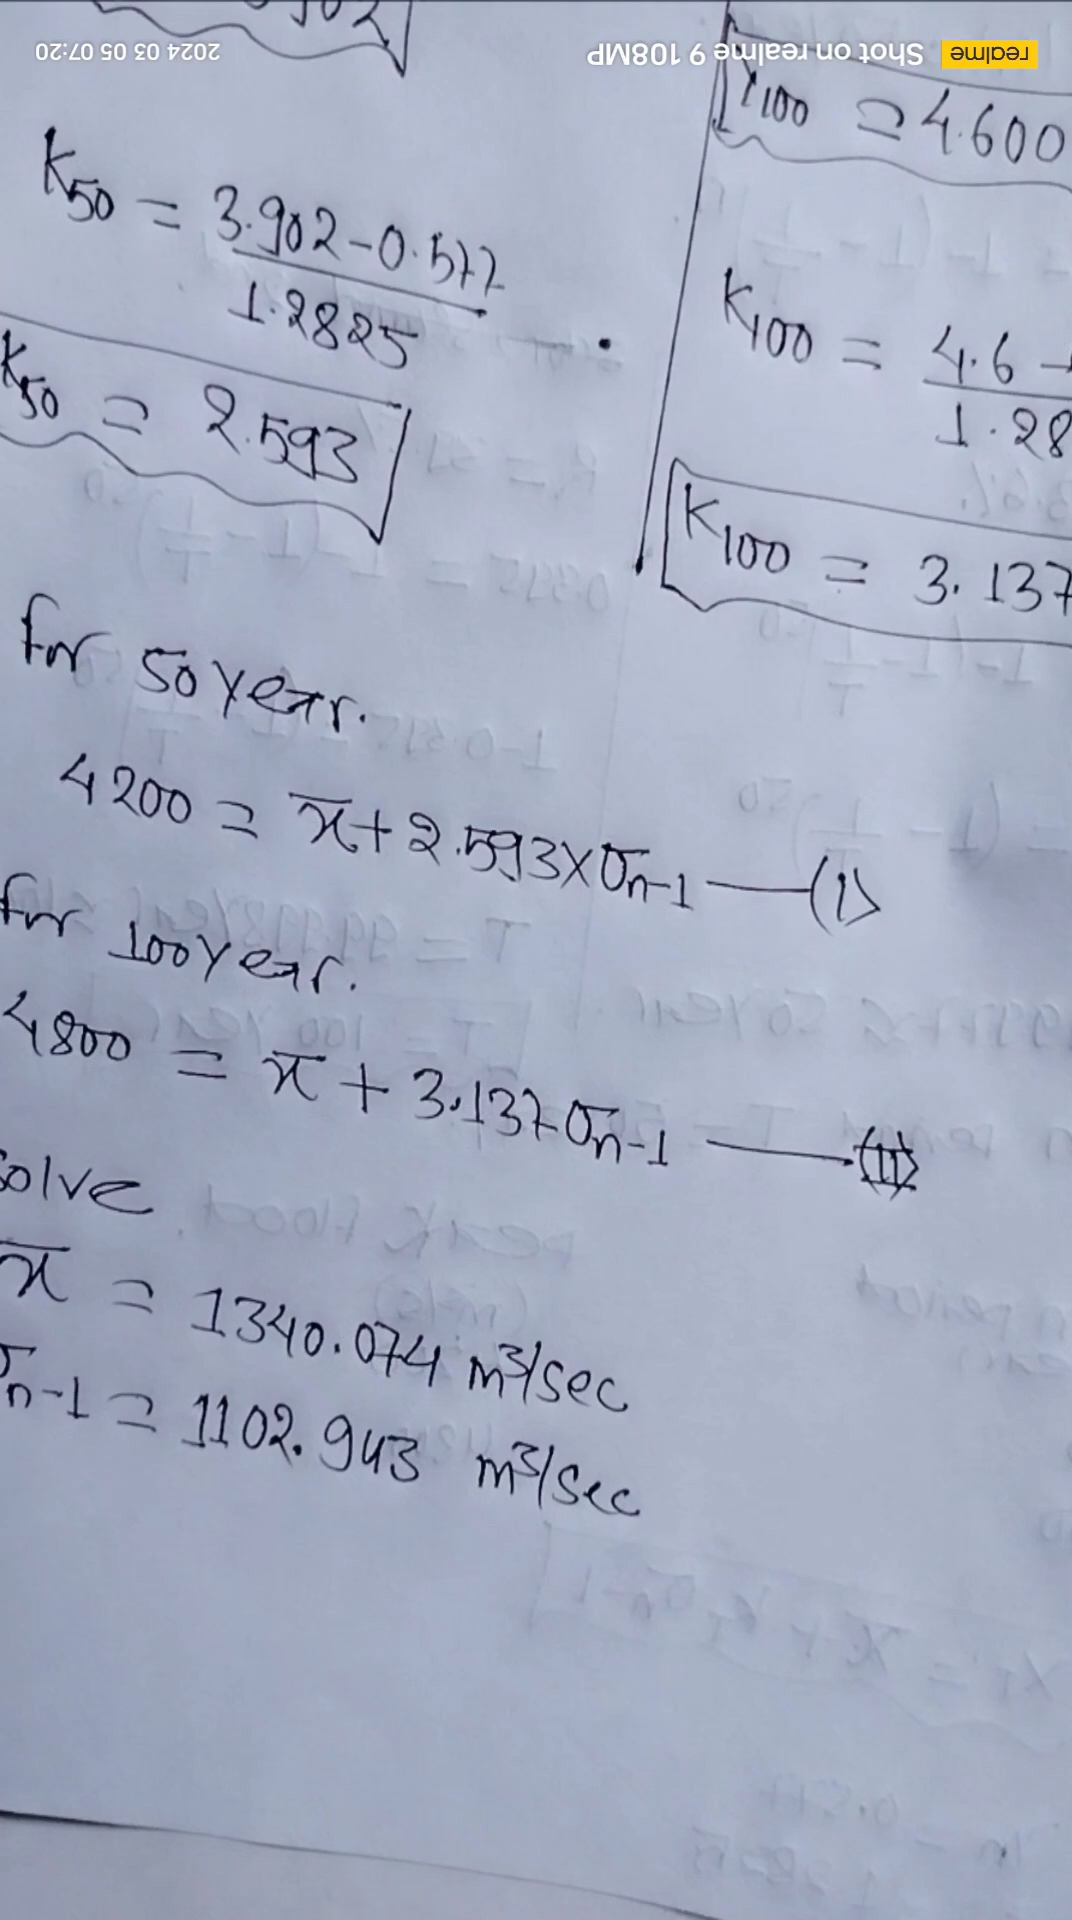 realme Shot on realme 9 108MP 2024 03 05 07:20
Y100 = 4.600
K50 = 3.902-0.577
1.2825
K50 = 2.593
K100 = 4.6 -
1.28
K100 = 3.137
for 50 Year.
4200 = x̄ + 2.593×σn-1 —(I)
for 100 Year.
4800 = x̄ + 3.137 σn-1 —(II)
solve
x̄ = 1340.074 m³/sec
σn-1 = 1102.943 m³/sec